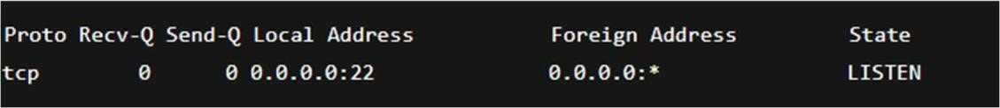 Proto Recv-Q Send-Q Local Address Foreign Address State
tcp 0 0 0.0.0.0:22 0.0.0.0:* LISTEN